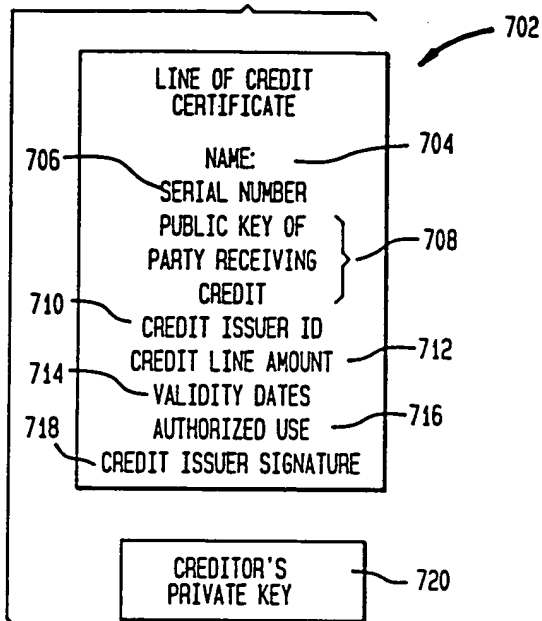 702
LINE OF CREDIT
CERTIFICATE
NAME:
704
706
SERIAL NUMBER
PUBLIC KEY OF
PARTY RECEIVING
CREDIT
708
710
CREDIT ISSUER ID
CREDIT LINE AMOUNT
712
714
VALIDITY DATES
AUTHORIZED USE
716
718
CREDIT ISSUER SIGNATURE
CREDITOR'S
PRIVATE KEY
720